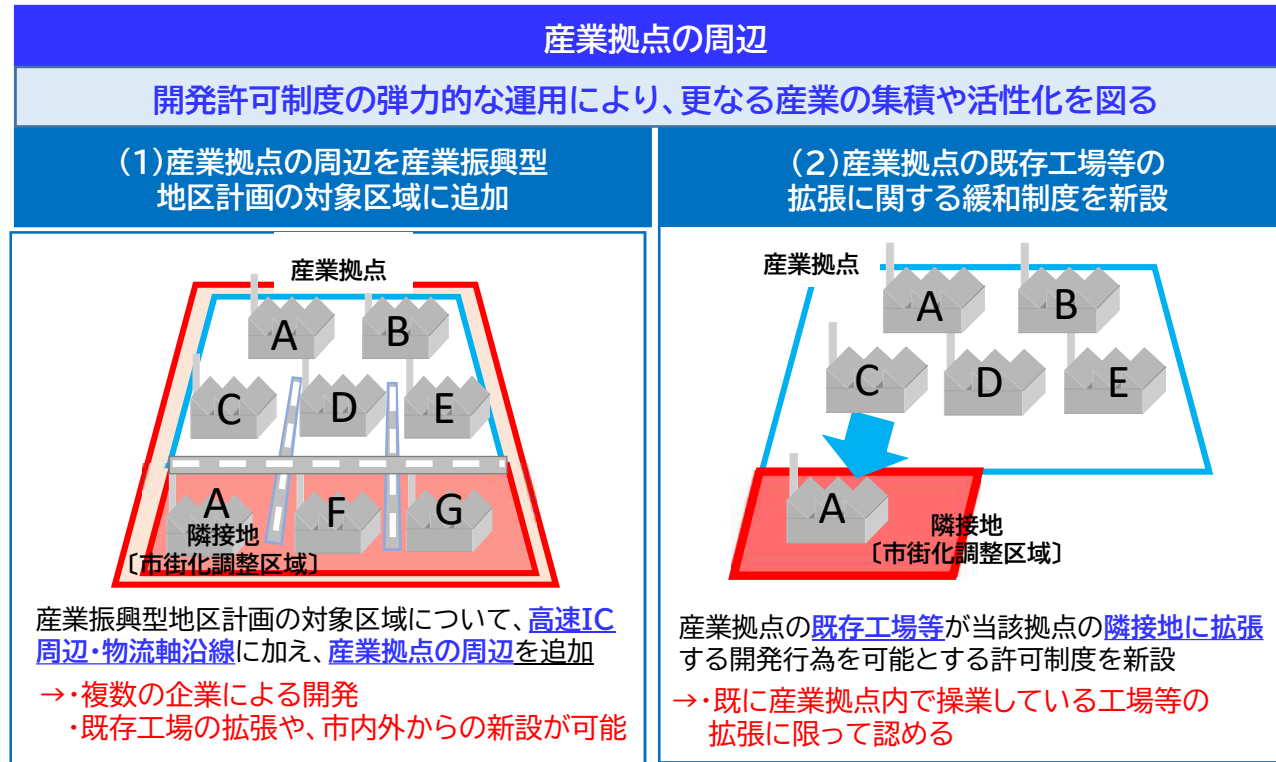 産業拠点の周辺
開発許可制度の弾力的な運用により、更なる産業の集積や活性化を図る
(1)産業拠点の周辺を産業振興型
地区計画の対象区域に追加
産業拠点
A
B
C
D
E
A
F
G
隣接地
〔市街化調整区域〕
産業振興型地区計画の対象区域について、高速IC
周辺・物流軸沿線に加え、産業拠点の周辺を追加
→・複数の企業による開発
・既存工場の拡張や、市内外からの新設が可能
(2)産業拠点の既存工場等の
拡張に関する緩和制度を新設
産業拠点
A
B
C
D
E
A
隣接地
〔市街化調整区域〕
産業拠点の既存工場等が当該拠点の隣接地に拡張
する開発行為を可能とする許可制度を新設
→・既に産業拠点内で操業している工場等の
拡張に限って認める